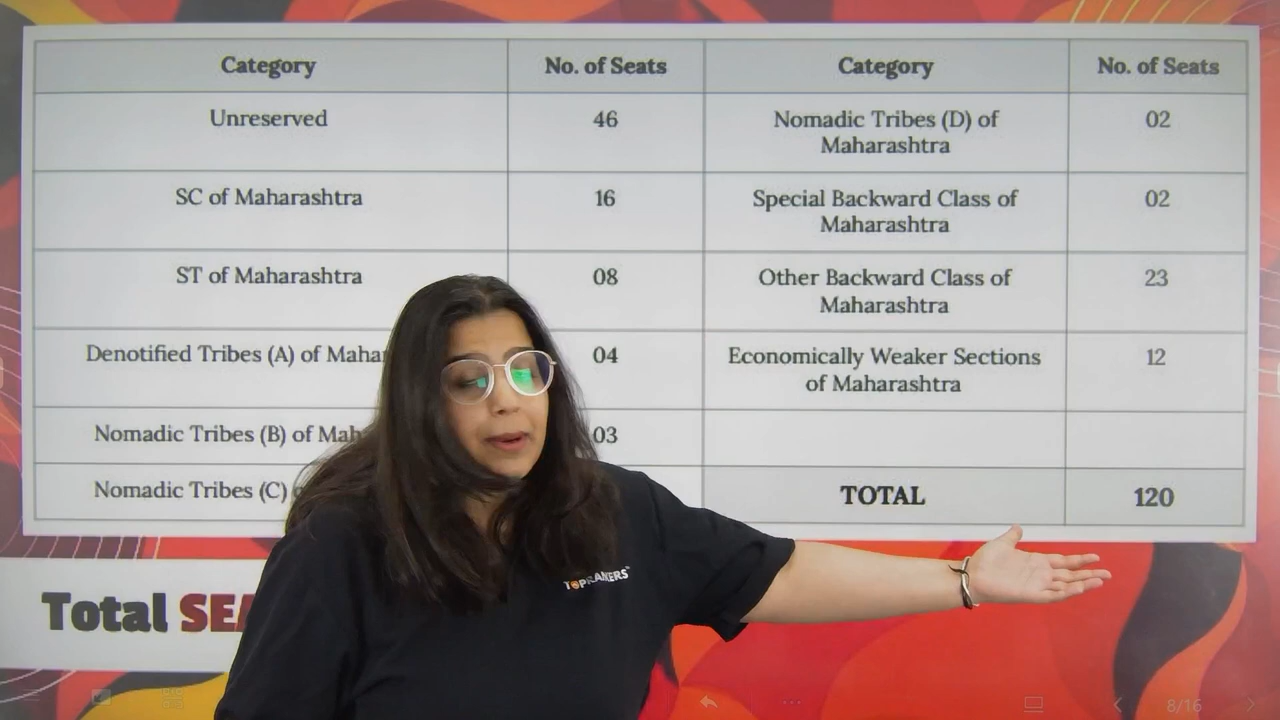 Category No. of Seats Category No. of Seats
Unreserved 46 Nomadic Tribes (D) of
Maharashtra 02
SC of Maharashtra 16 Special Backward Class of
Maharashtra 02
ST of Maharashtra 08 Other Backward Class of
Maharashtra 23
Denotified Tribes (A) of Mahar 04 Economically Weaker Sections
of Maharashtra 12
Nomadic Tribes (B) of Mah 03
Nomadic Tribes (C) TOTAL 120
TOPRANKERS
Total SEA
8/16